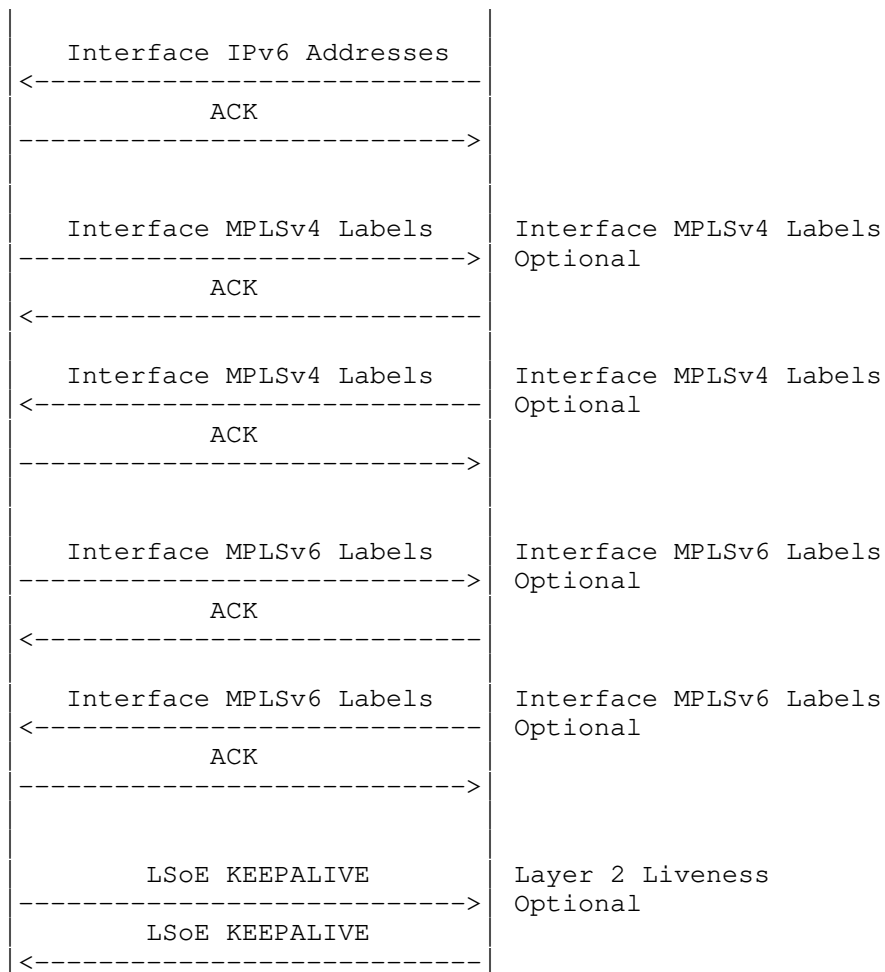 |                             |
|   Interface IPv6 Addresses  |
|<----------------------------|
|            ACK              |
|---------------------------->|
|                             |
|                             |
|   Interface MPLSv4 Labels   | Interface MPLSv4 Labels
|---------------------------->| Optional
|            ACK              |
|<----------------------------|
|                             |
|   Interface MPLSv4 Labels   | Interface MPLSv4 Labels
|<----------------------------| Optional
|            ACK              |
|---------------------------->|
|                             |
|                             |
|   Interface MPLSv6 Labels   | Interface MPLSv6 Labels
|---------------------------->| Optional
|            ACK              |
|<----------------------------|
|                             |
|   Interface MPLSv6 Labels   | Interface MPLSv6 Labels
|<----------------------------| Optional
|            ACK              |
|---------------------------->|
|                             |
|                             |
|        LSoE KEEPALIVE       | Layer 2 Liveness
|---------------------------->| Optional
|        LSoE KEEPALIVE       |
|<----------------------------|